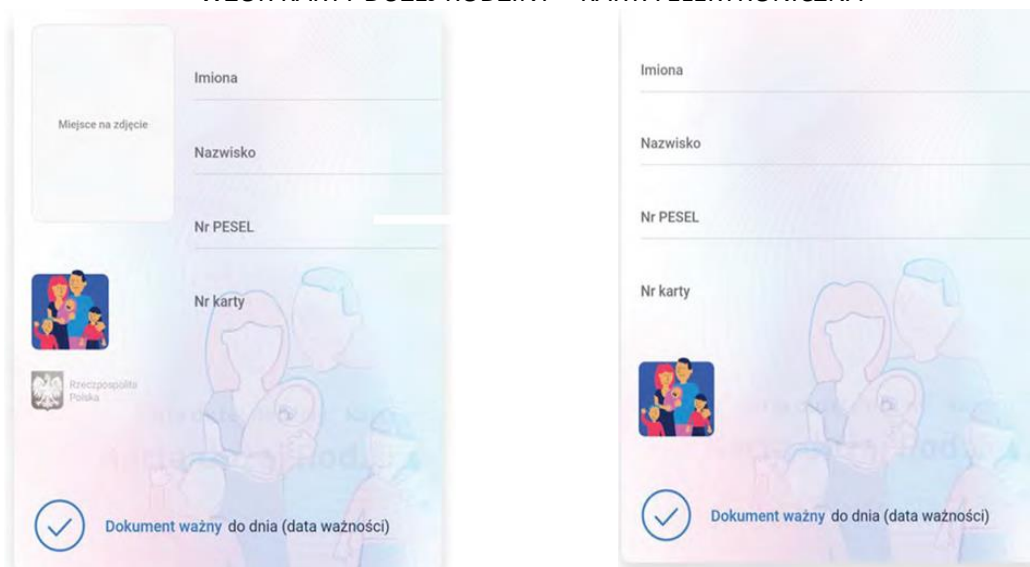 Miejsce na zdjęcie
Imiona
Nazwisko
Nr PESEL
Nr karty
Rzeczpospolita
Polska
Dokument ważny do dnia (data ważności)
Imiona
Nazwisko
Nr PESEL
Nr karty
Dokument ważny do dnia (data ważności)